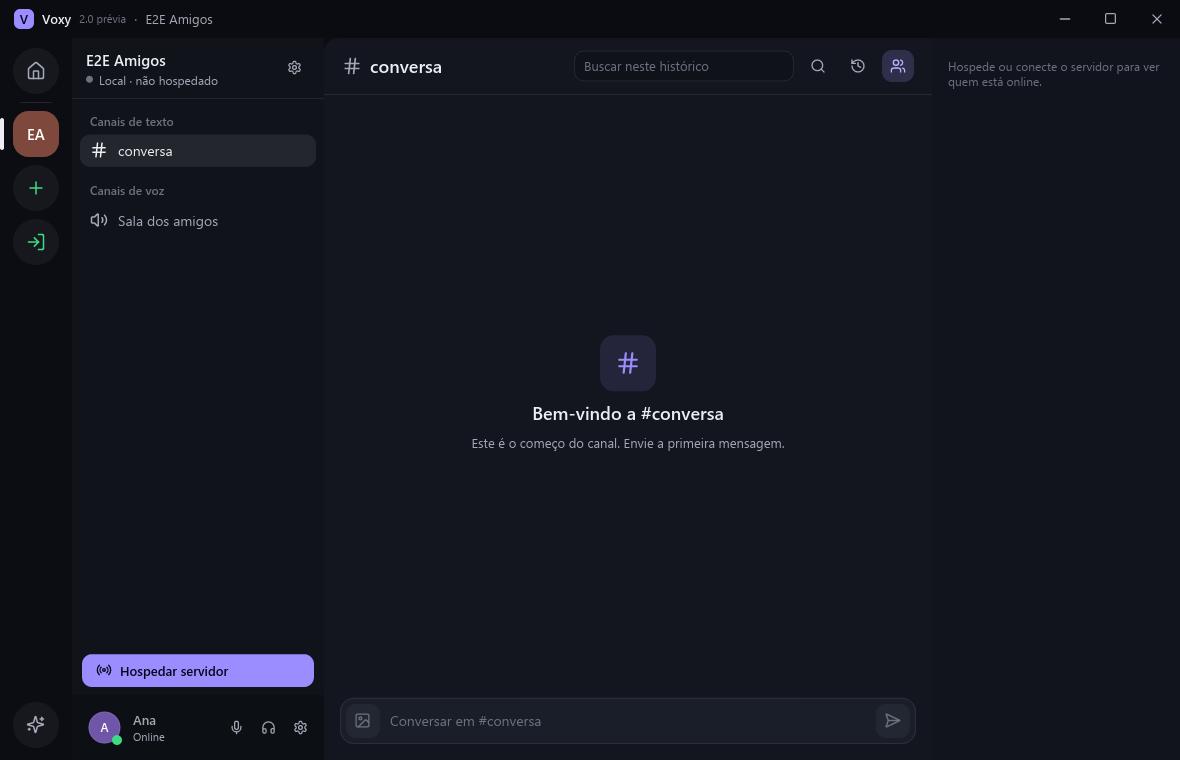 V Voxy 2.0 prévia · E2E Amigos
EA
E2E Amigos
Local · não hospedado
Canais de texto
conversa
Canais de voz
Sala dos amigos
Hospedar servidor
A
Ana
Online
# conversa
Buscar neste histórico
#
Bem-vindo a #conversa
Este é o começo do canal. Envie a primeira mensagem.
Conversar em #conversa
Hospede ou conecte o servidor para ver
quem está online.